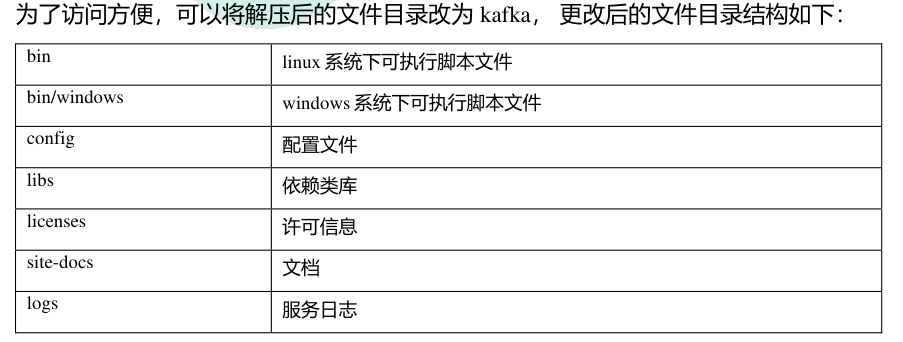 为了访问方便，可以将解压后的文件目录改为 kafka， 更改后的文件目录结构如下：
bin linux 系统下可执行脚本文件
bin/windows windows 系统下可执行脚本文件
config 配置文件
libs 依赖类库
licenses 许可信息
site-docs 文档
logs 服务日志